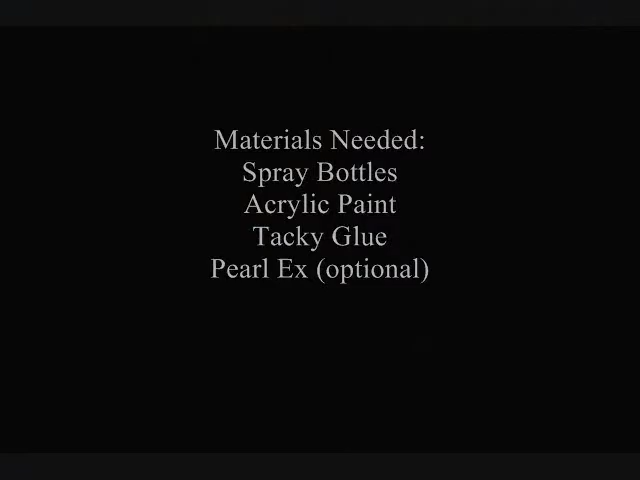 Materials Needed:
Spray Bottles
Acrylic Paint
Tacky Glue
Pearl Ex (optional)